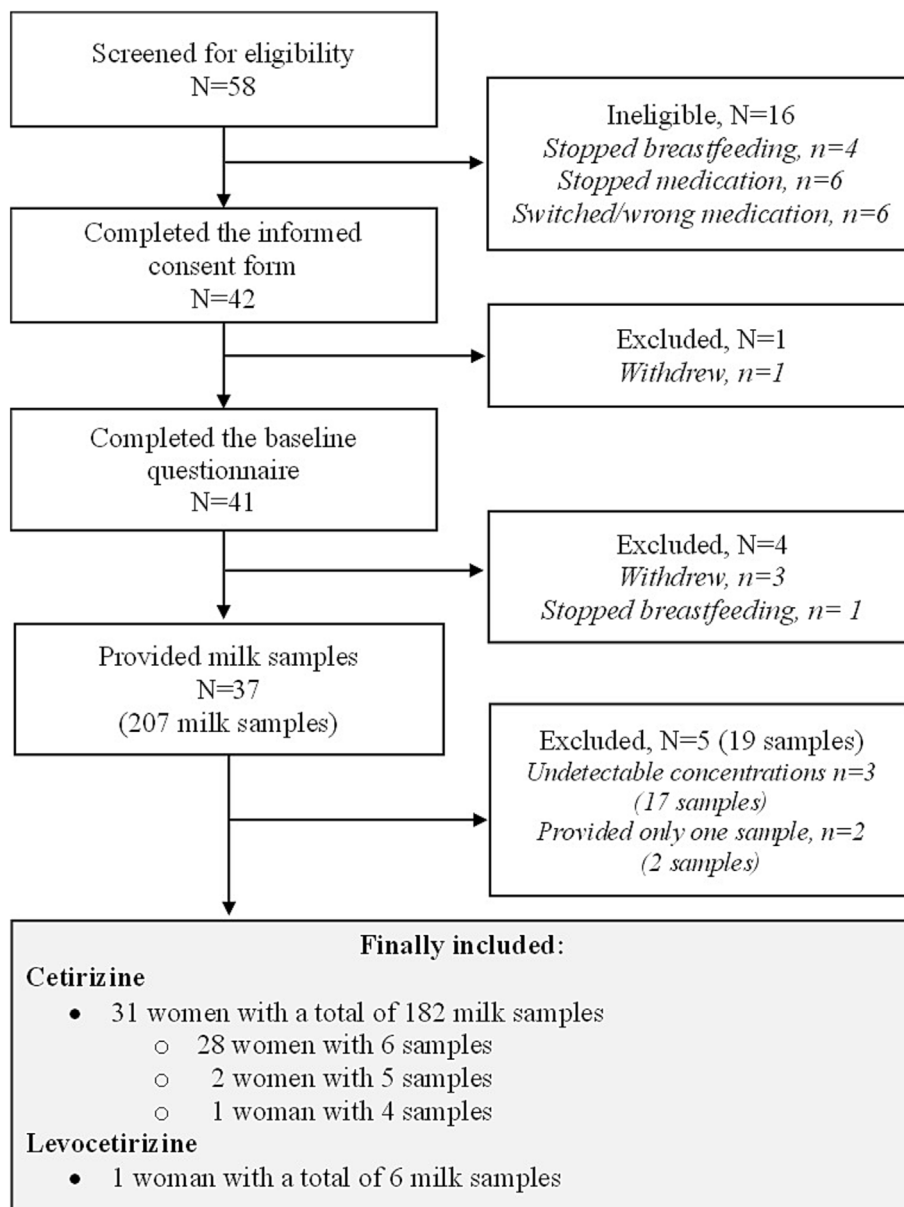 Screened for eligibility
N=58
Ineligible, N=16
Stopped breastfeeding, n=4
Stopped medication, n=6
Switched/wrong medication, n=6
Completed the informed
consent form
N=42
Excluded, N=1
Withdrew, n=1
Completed the baseline
questionnaire
N=41
Excluded, N=4
Withdrew, n=3
Stopped breastfeeding, n= 1
Provided milk samples
N=37
(207 milk samples)
Excluded, N=5 (19 samples)
Undetectable concentrations n=3
(17 samples)
Provided only one sample, n=2
(2 samples)
Finally included:
Cetirizine
• 31 women with a total of 182 milk samples
o 28 women with 6 samples
o 2 women with 5 samples
o 1 woman with 4 samples
Levocetirizine
• 1 woman with a total of 6 milk samples